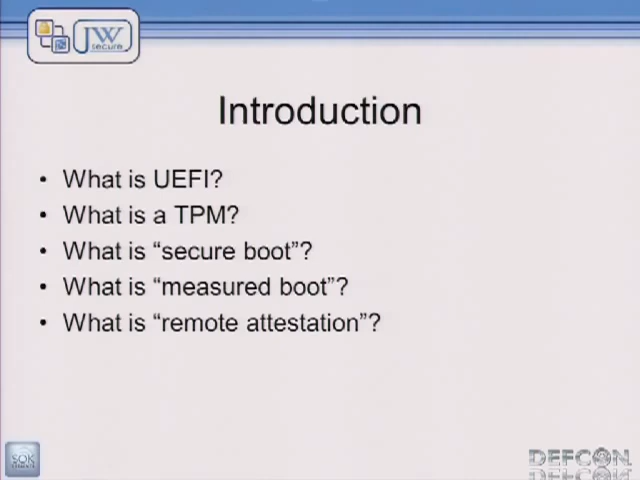 JW
secure
Introduction
• What is UEFI?
• What is a TPM?
• What is “secure boot”?
• What is “measured boot”?
• What is “remote attestation”?
SOK
DEFCON